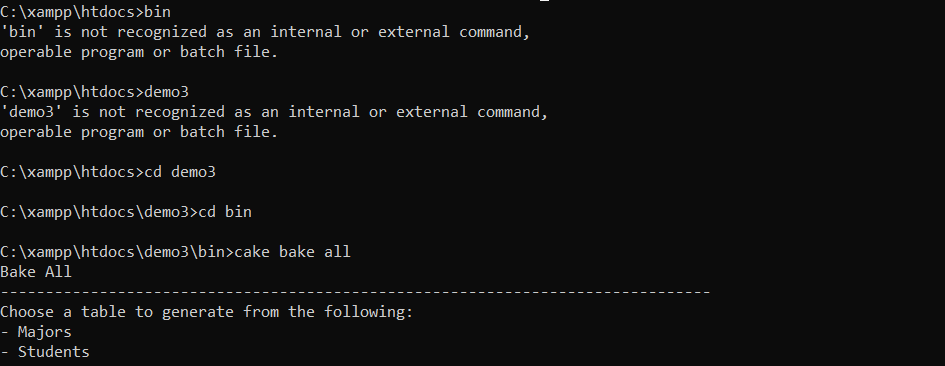 C:\xampp\htdocs>bin
'bin' is not recognized as an internal or external command,
operable program or batch file.
C:\xampp\htdocs>demo3
'demo3' is not recognized as an internal or external command,
operable program or batch file.
C:\xampp\htdocs>cd demo3
C:\xampp\htdocs\demo3>cd bin
C:\xampp\htdocs\demo3\bin>cake bake all
Bake All
-------------------------------------------------------------------------------
Choose a table to generate from the following:
- Majors
- Students